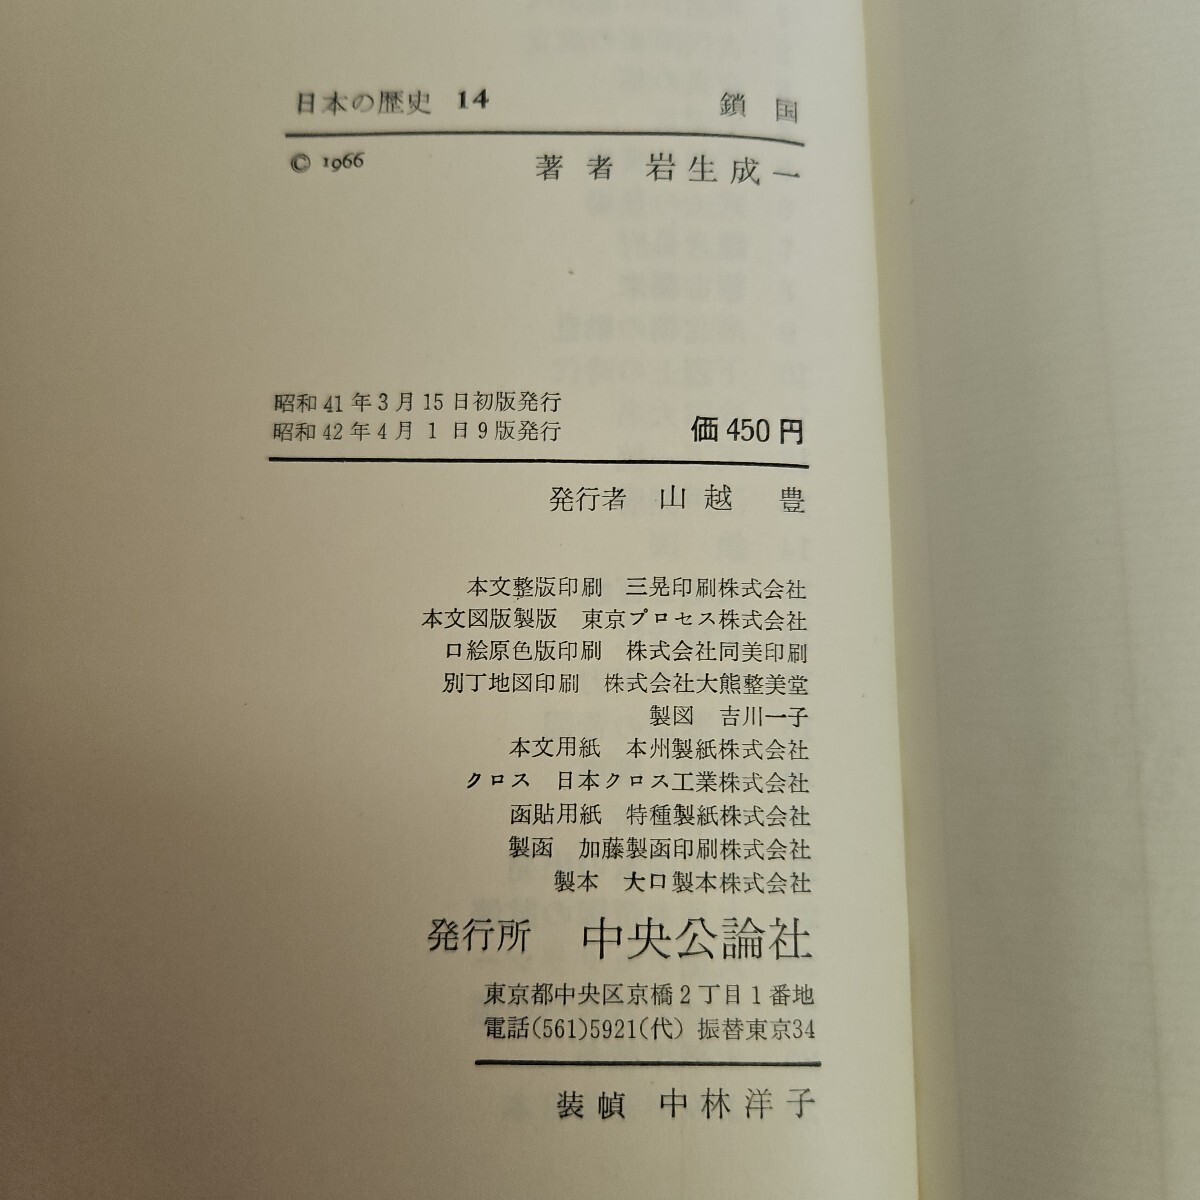 日本の歴史 14 鎖国
© 1966 著者 岩生成一
昭和41年3月15日初版発行
昭和42年4月1日9版発行
価450円
発行者 山越 豊
本文整版印刷 三晃印刷株式会社
本文図版製版 東京プロセス株式会社
口絵原色版印刷 株式会社同美印刷
別丁地図印刷 株式会社大熊整美堂
製図 吉川一子
本文用紙 本州製紙株式会社
クロス 日本クロス工業株式会社
函貼用紙 特種製紙株式会社
製函 加藤製函印刷株式会社
製本 大口製本株式会社
発行所 中央公論社
東京都中央区京橋2丁目1番地
電話(561)5921(代) 振替東京34
装幀 中林洋子